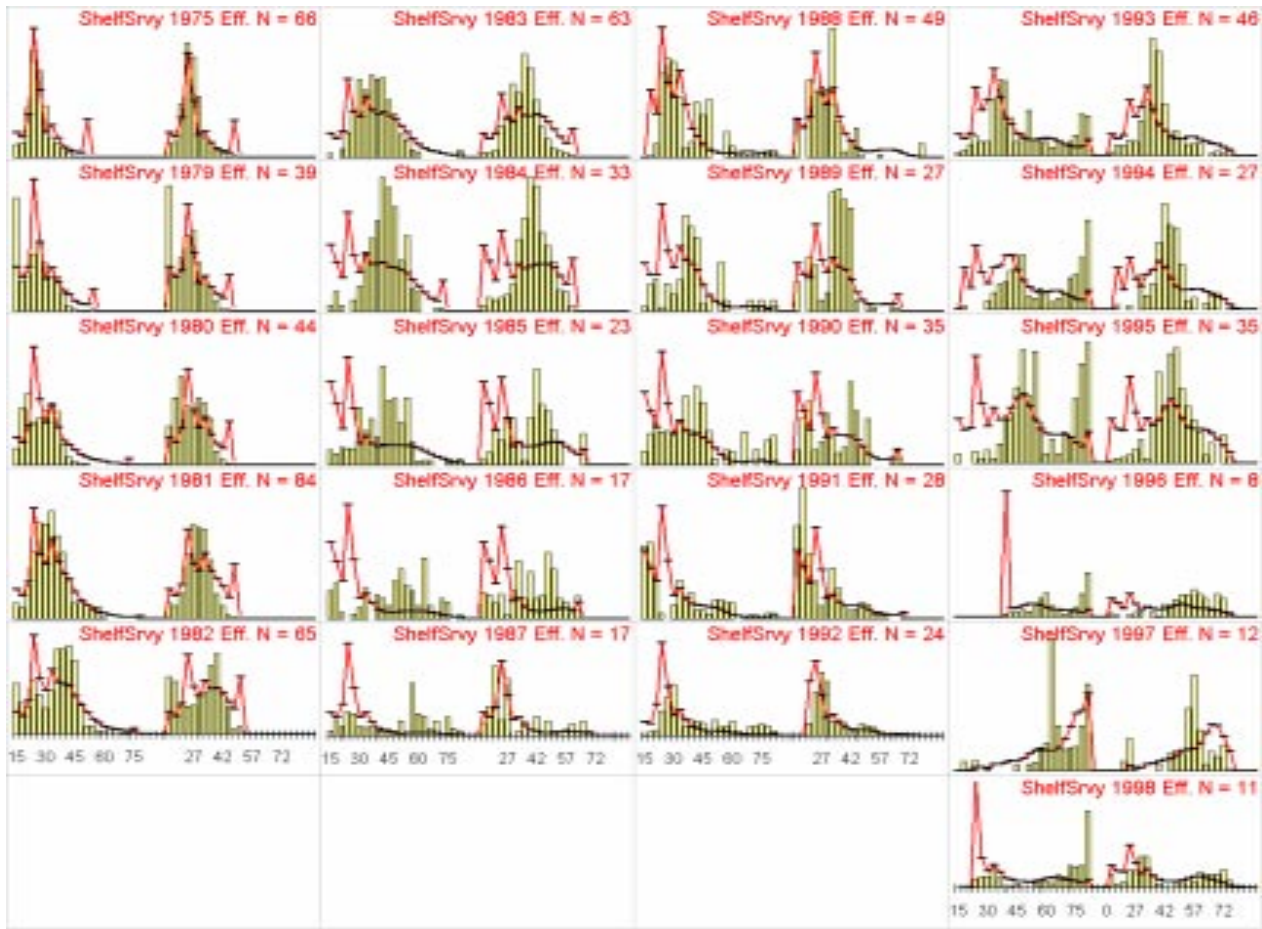 ShelfSrvy 1975 Eff. N = 66
ShelfSrvy 1983 Eff. N = 63
ShelfSrvy 1988 Eff. N = 49
ShelfSrvy 1993 Eff. N = 46
ShelfSrvy 1979 Eff. N = 39
ShelfSrvy 1984 Eff. N = 33
ShelfSrvy 1989 Eff. N = 27
ShelfSrvy 1994 Eff. N = 27
ShelfSrvy 1980 Eff. N = 44
ShelfSrvy 1985 Eff. N = 23
ShelfSrvy 1990 Eff. N = 35
ShelfSrvy 1995 Eff. N = 35
ShelfSrvy 1981 Eff. N = 84
ShelfSrvy 1986 Eff. N = 17
ShelfSrvy 1991 Eff. N = 28
ShelfSrvy 1996 Eff. N = 8
ShelfSrvy 1982 Eff. N = 65
ShelfSrvy 1987 Eff. N = 17
ShelfSrvy 1992 Eff. N = 24
ShelfSrvy 1997 Eff. N = 12
15 30 45 60 75 27 42 57 72
15 30 45 60 75 27 42 57 72
15 30 45 60 75 27 42 57 72
ShelfSrvy 1998 Eff. N = 11
15 30 45 60 75 0 27 42 57 72